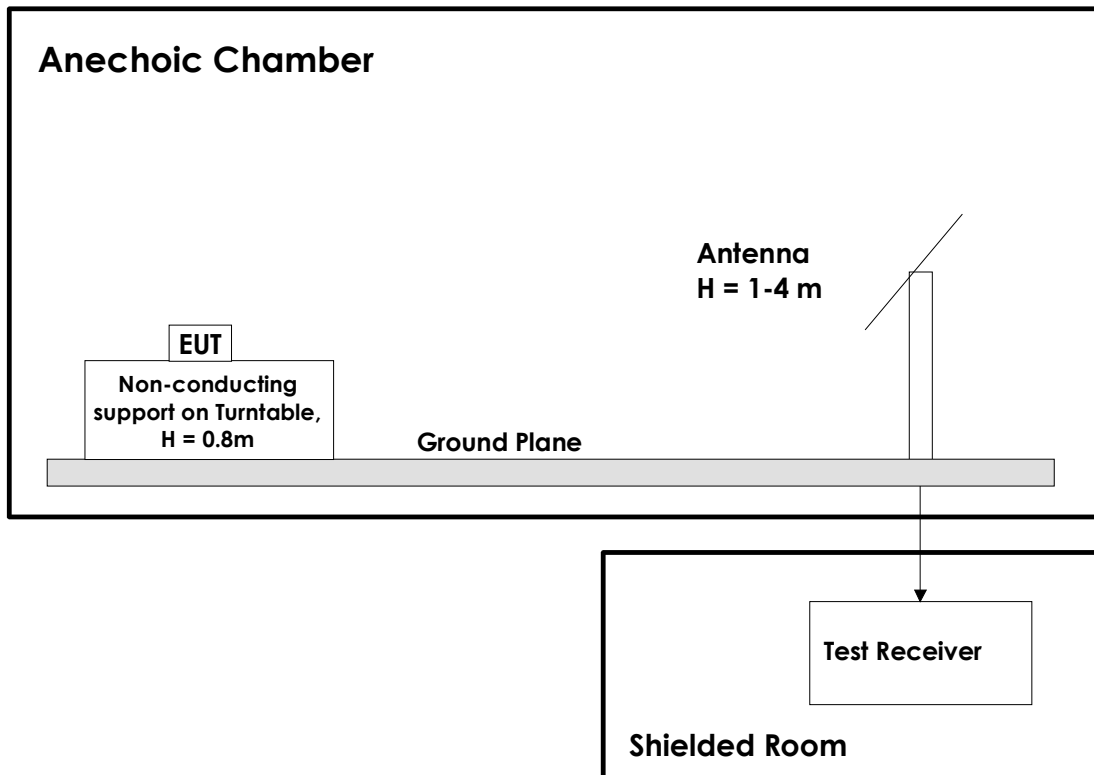 Anechoic Chamber
Antenna
H = 1-4 m
EUT
Non-conducting
support on Turntable,
H = 0.8m
Ground Plane
Test Receiver
Shielded Room